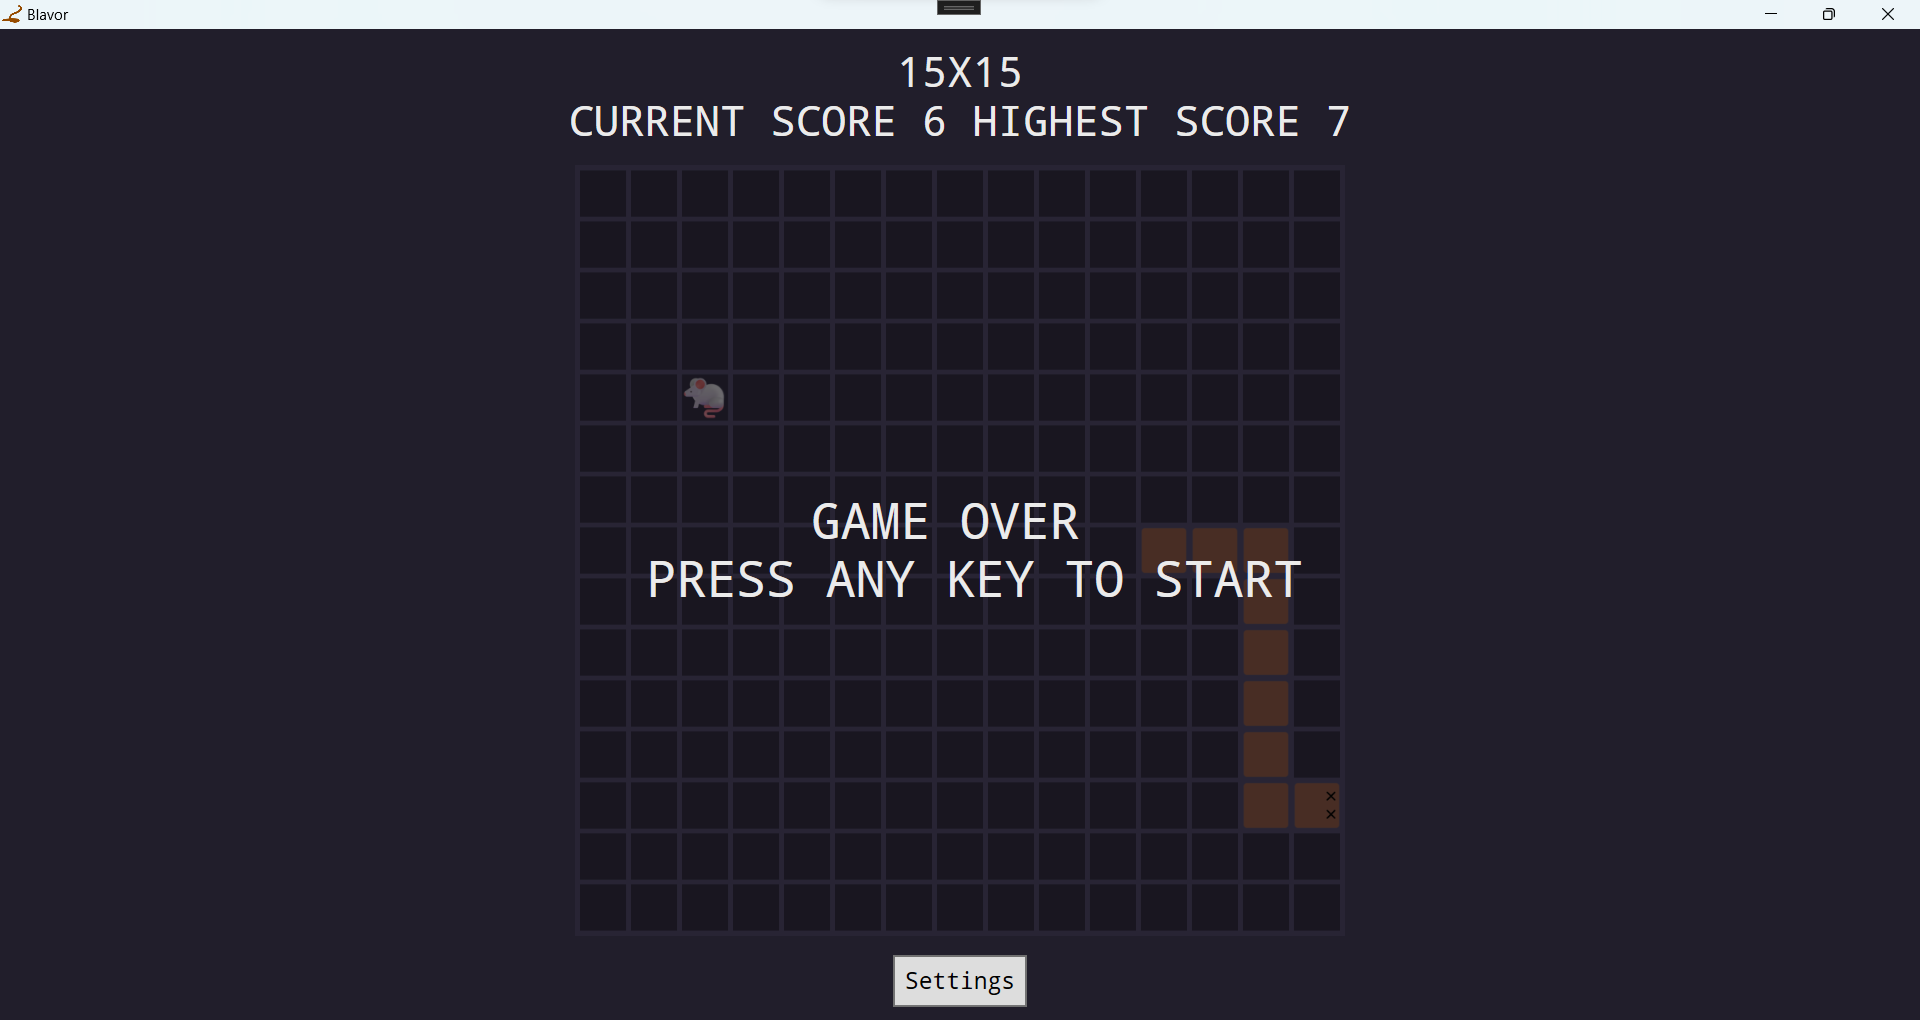 Blavor
15X15
CURRENT SCORE 6 HIGHEST SCORE 7
GAME OVER
PRESS ANY KEY TO START
Settings